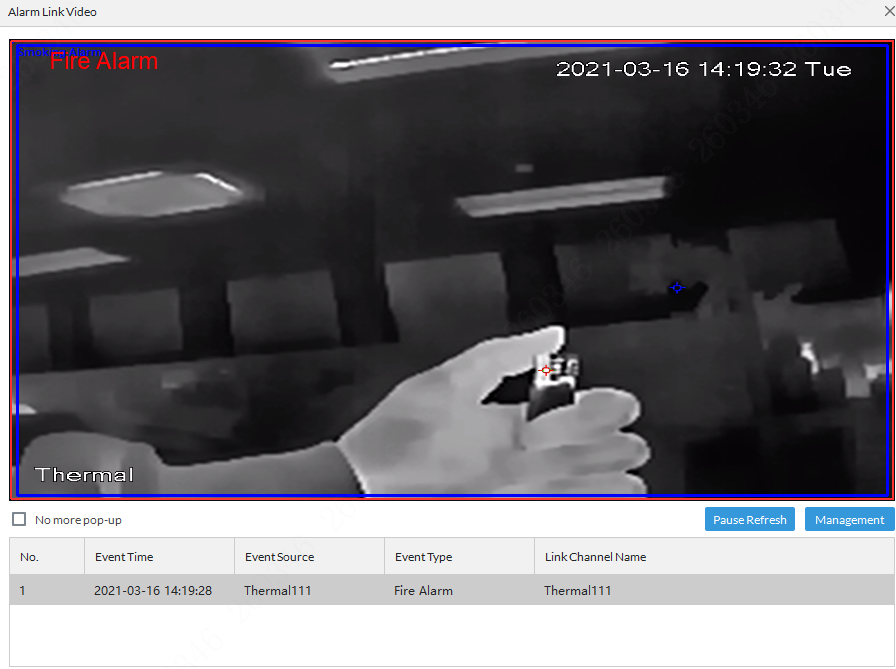 Alarm Link Video
Smoking Alarm
Fire Alarm
2021-03-16 14:19:32 Tue
Thermal
No more pop-up
Pause Refresh
Management
No. Event Time Event Source Event Type Link Channel Name
1 2021-03-16 14:19:28 Thermal111 Fire Alarm Thermal111